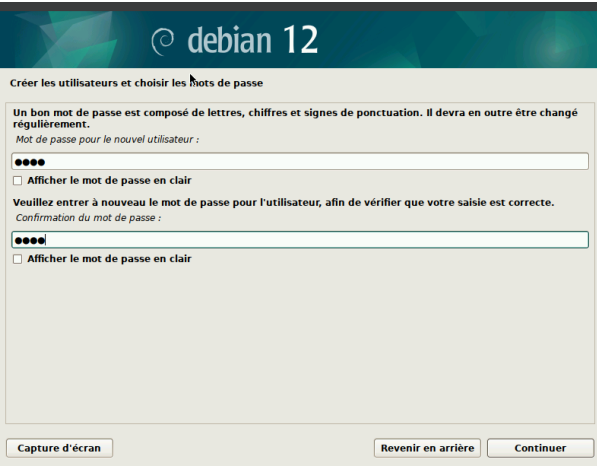 debian 12
Créer les utilisateurs et choisir les mots de passe
Un bon mot de passe est composé de lettres, chiffres et signes de ponctuation. Il devra en outre être changé
régulièrement.
Mot de passe pour le nouvel utilisateur :
●●●●
Afficher le mot de passe en clair
Veuillez entrer à nouveau le mot de passe pour l'utilisateur, afin de vérifier que votre saisie est correcte.
Confirmation du mot de passe :
●●●●
Afficher le mot de passe en clair
Capture d'écran
Revenir en arrière
Continuer